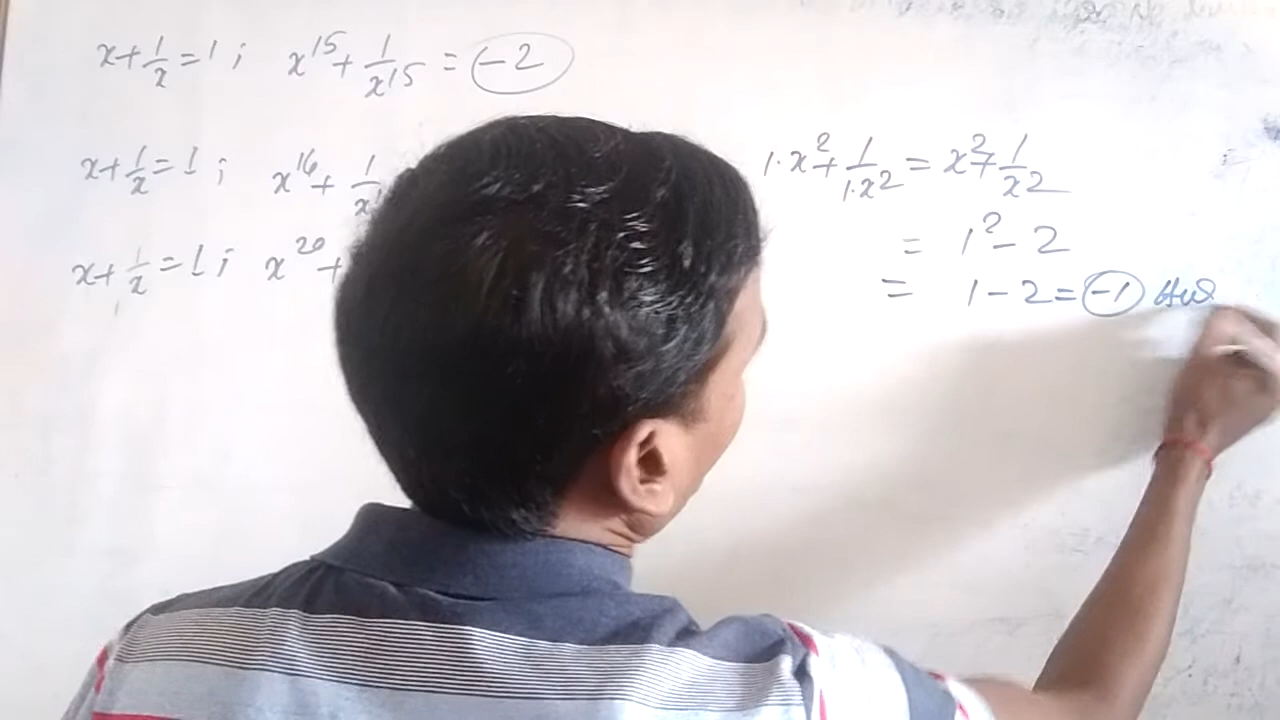 x+1/x=1; x^15+1/x^15 = -2
x+1/x=1; x^16+1/x
x+1/x=1; x^20+
1·x^2+1/1·x^2 = x^2+1/x^2
= 1^2-2
= 1-2=-1 Ans